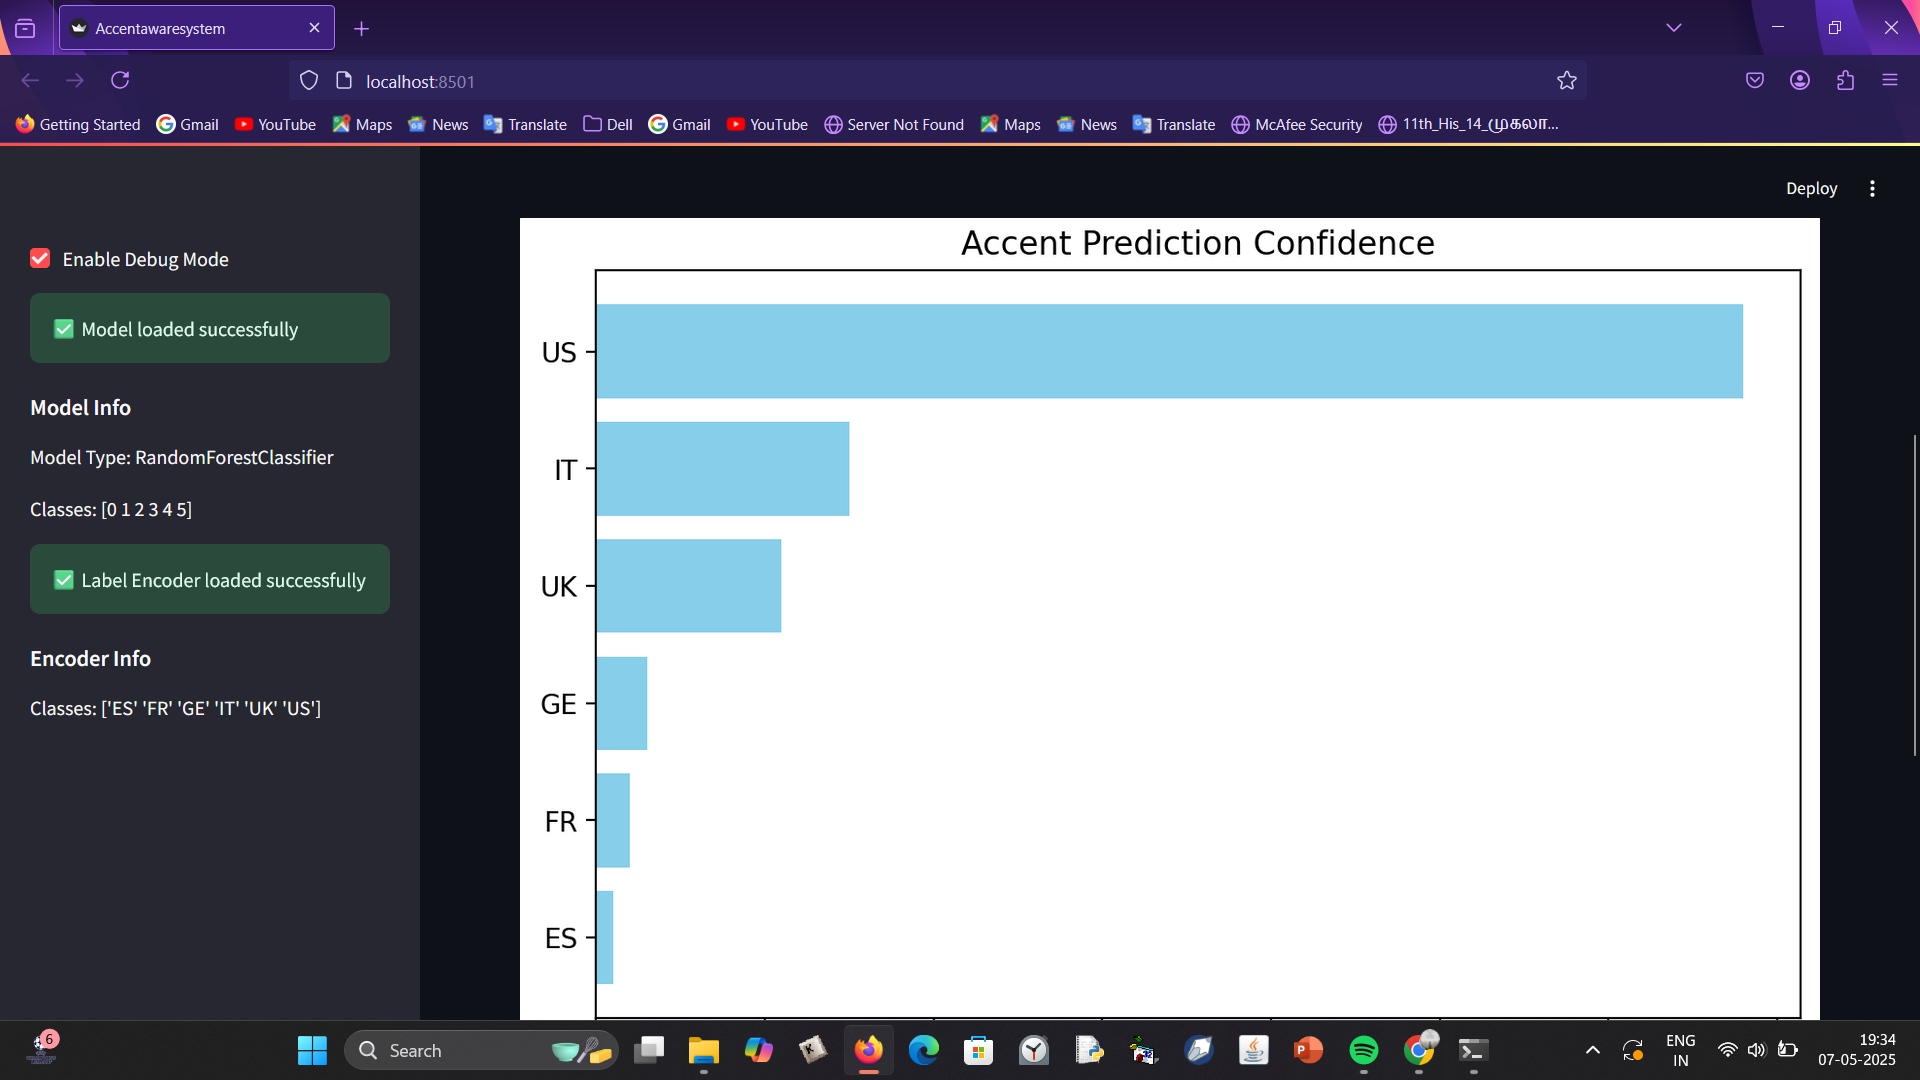 Accentawaresystem
localhost:8501
Getting Started Gmail YouTube Maps News Translate Dell Gmail YouTube Server Not Found Maps News Translate McAfee Security 11th_His_14_முகலா...
Deploy
Enable Debug Mode
Model loaded successfully
Model Info
Model Type: RandomForestClassifier
Classes: [0 1 2 3 4 5]
Label Encoder loaded successfully
Encoder Info
Classes: ['ES' 'FR' 'GE' 'IT' 'UK' 'US']
Accent Prediction Confidence
US
IT
UK
GE
FR
ES
6
Search
ENG
IN
19:34
07-05-2025